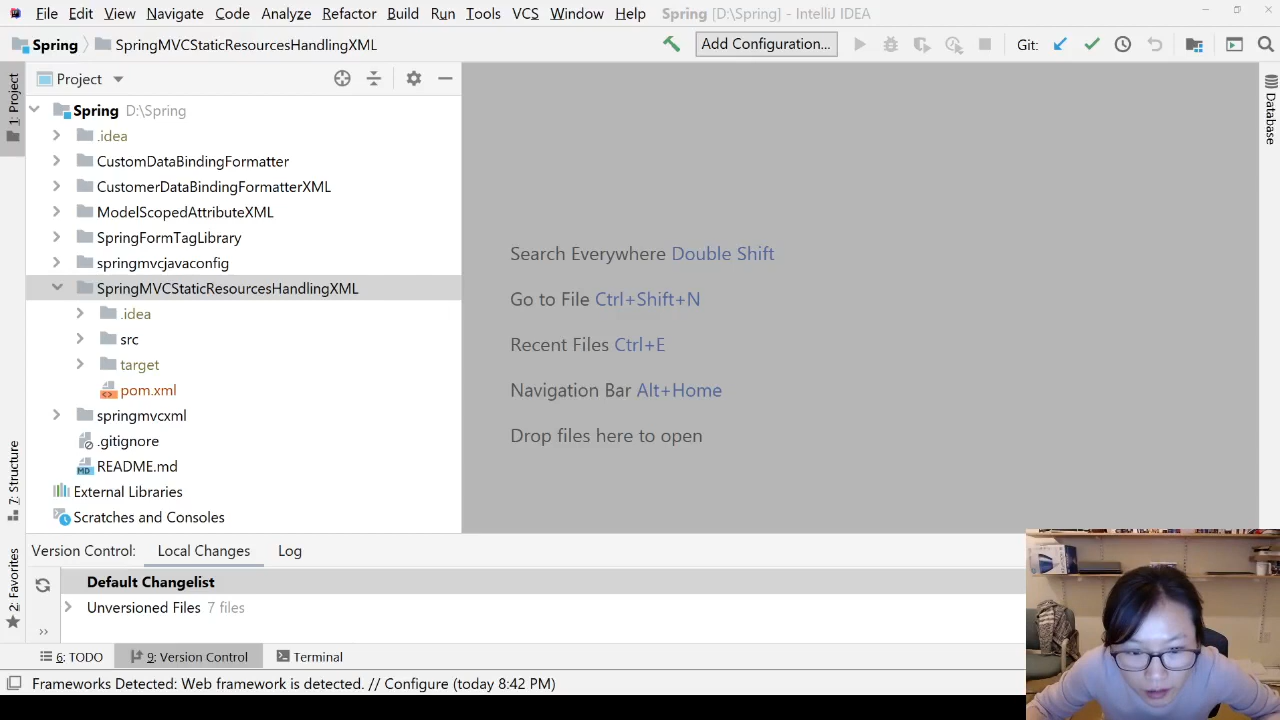 File Edit View Navigate Code Analyze Refactor Build Run Tools VCS Window Help Spring [D:\Spring] - IntelliJ IDEA
Spring SpringMVCStaticResourcesHandlingXML Add Configuration... Git:
1: Project
Project
Spring D:\Spring
.idea
CustomDataBindingFormatter
CustomerDataBindingFormatterXML
ModelScopedAttributeXML
SpringFormTagLibrary
springmvcjavaconfig
SpringMVCStaticResourcesHandlingXML
.idea
src
target
pom.xml
springmvcxml
.gitignore
README.md
External Libraries
Scratches and Consoles
Search Everywhere Double Shift
Go to File Ctrl+Shift+N
Recent Files Ctrl+E
Navigation Bar Alt+Home
Drop files here to open
Database
7: Structure
2: Favorites
Version Control: Local Changes Log
Default Changelist
Unversioned Files 7 files
6: TODO 9: Version Control Terminal
Frameworks Detected: Web framework is detected. // Configure (today 8:42 PM)